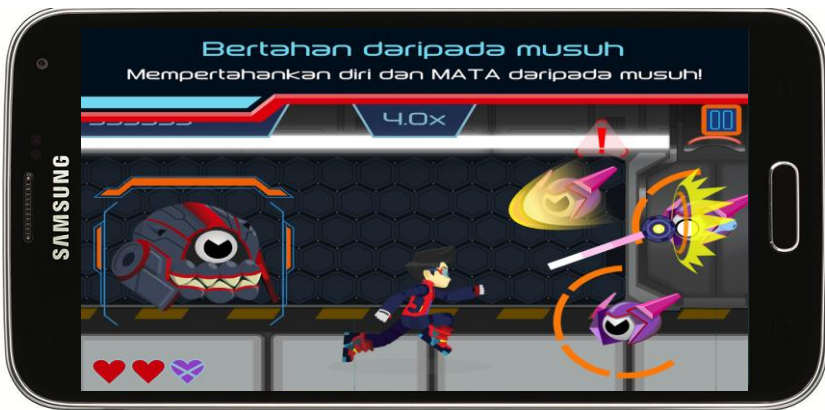 Bertahan daripada musuh
Mempertahankan diri dan MATA daripada musuh!
4.0x
SAMSUNG